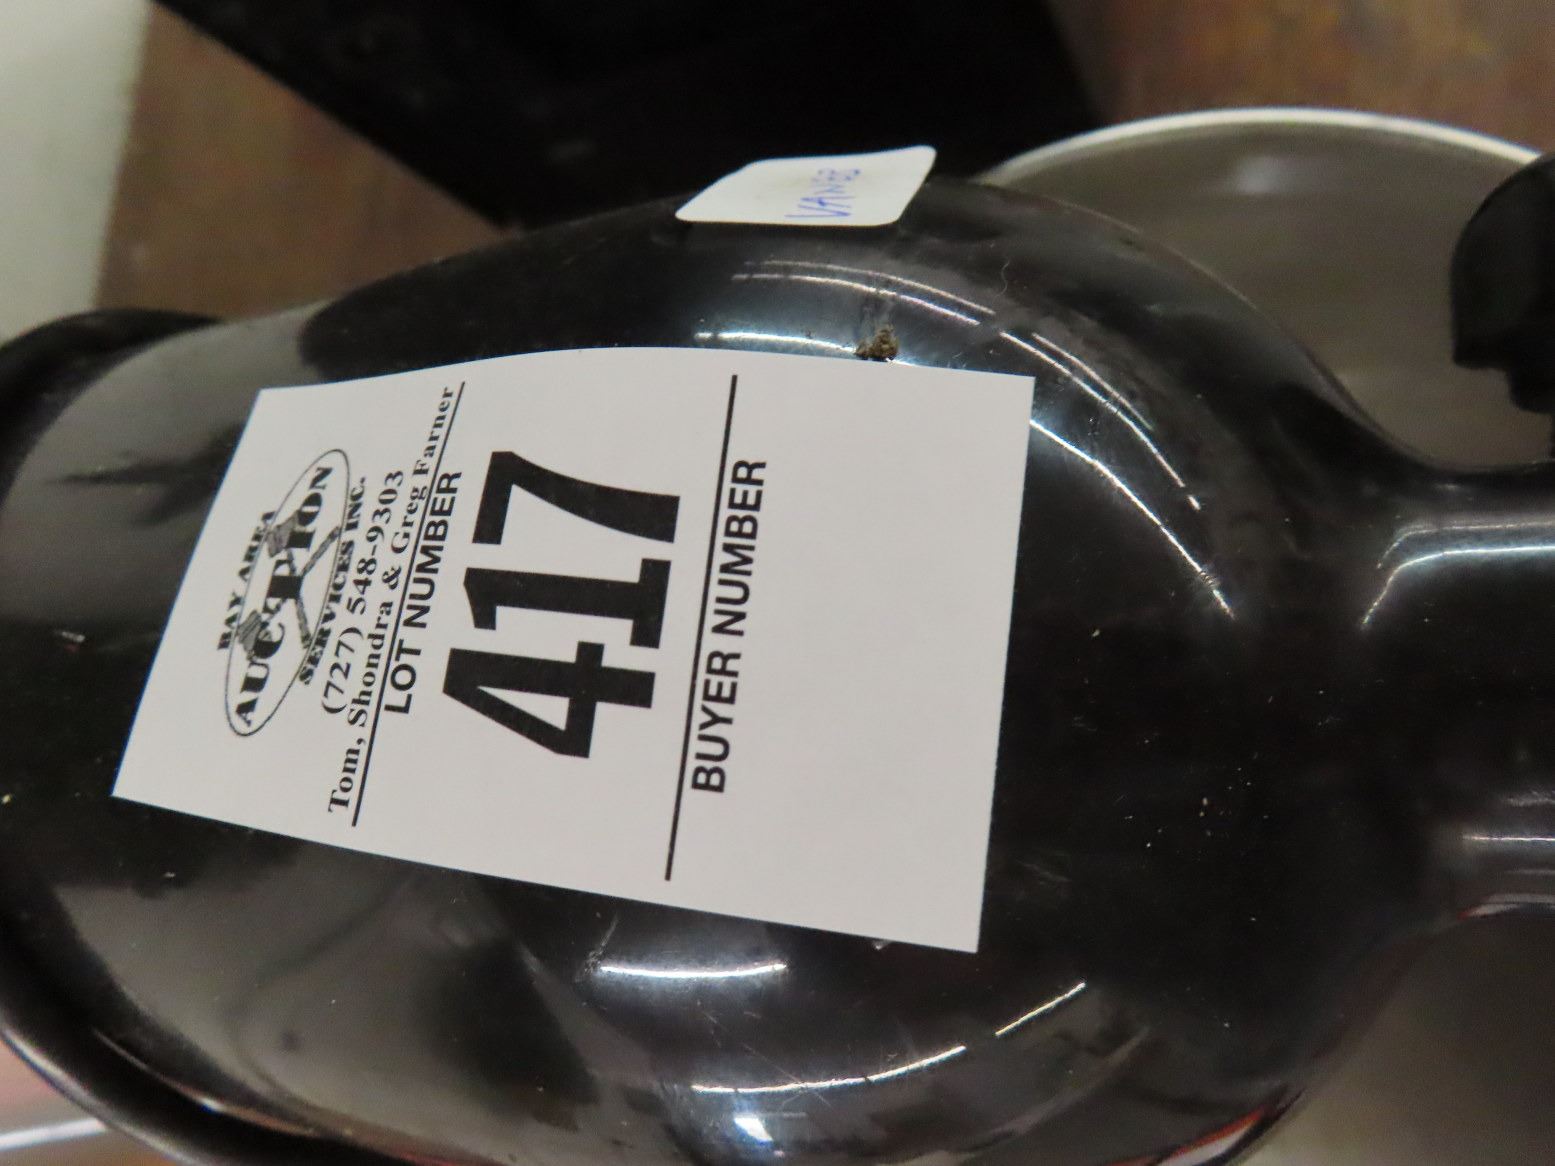 BAY AREA
AUCTION
SERVICES INC.
(727) 548-9303
Tom, Shondra & Greg Farner
LOT NUMBER
417
BUYER NUMBER